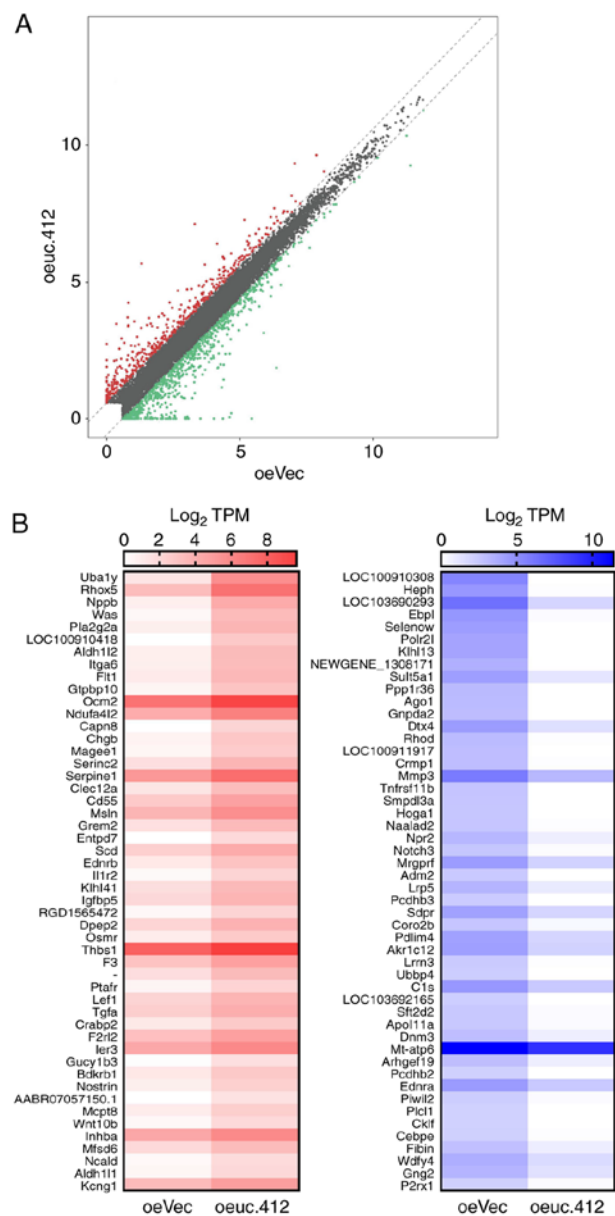 A
oeuc.412
10
5
0
0
5
10
oeVec
B
Log2 TPM
0 2 4 6 8
Uba1y
Rhox5
Nppb
Was
Pla2g2a
LOC100910418
Aldh1l2
Itga6
Flt1
Gtpbp10
Ocm2
Ndufa4l2
Capn8
Chgb
Magee1
Serinc2
Serpine1
Clec12a
Cd55
Msln
Grem2
Entpd7
Scd
Ednrb
Il1r2
Klhl41
Igfbp5
RGD1565472
Dpep2
Osmr
Thbs1
F3
-
Ptafr
Lef1
Tgfa
Crabp2
F2rl2
Ier3
Gucy1b3
Bdkrb1
Nostrin
AABR07057150.1
Mcpt8
Wnt10b
Inhba
Mfsd6
Ncald
Aldh1l1
Kcng1
oeVec oeuc.412
Log2 TPM
0 5 10
LOC100910308
Heph
LOC103690293
Ebpl
Selenow
Polr2l
Klhl13
NEWGENE_1308171
Sult5a1
Ppp1r36
Ago1
Gnpda2
Dtx4
Rhod
LOC100911917
Crmp1
Mmp3
Tnfrsf11b
Smpdl3a
Hoga1
Naalad2
Npr2
Notch3
Mrgprf
Adm2
Lrp5
Pcdhb3
Sdpr
Coro2b
Pdlim4
Akr1c12
Lrrn3
Ubbp4
C1s
LOC103692165
Sft2d2
Apol11a
Dnm3
Mt-atp6
Arhgef19
Pcdhb2
Ednra
Piwil2
Plcl1
Cklf
Cebpe
Fibin
Wdfy4
Gng2
P2rx1
oeVec oeuc.412